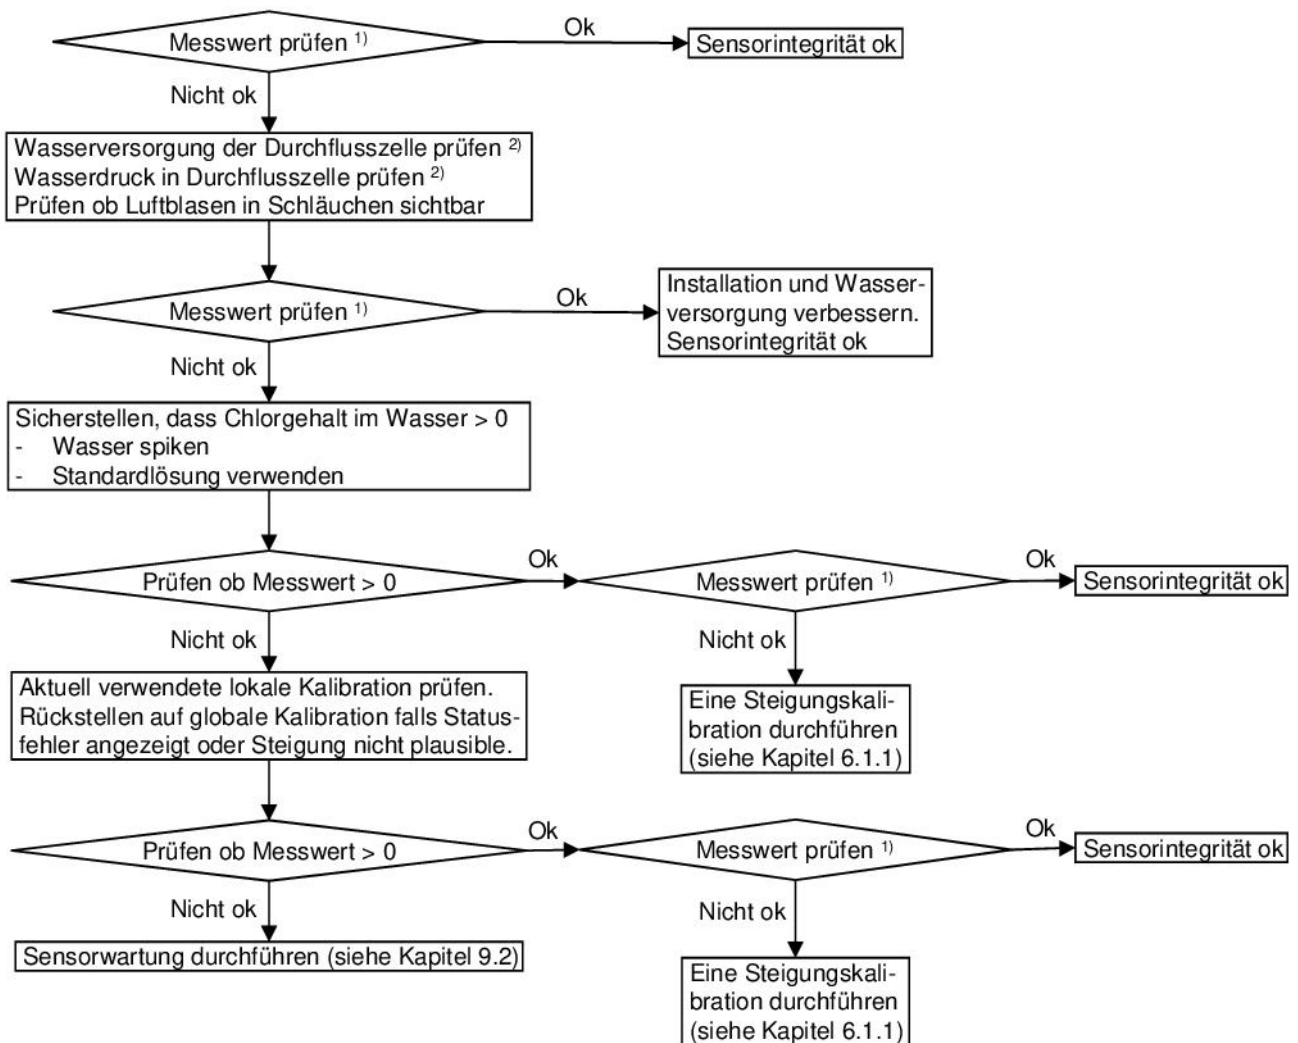 Messwert prüfen 1)
Ok
Sensorintegrität ok
Nicht ok
Wasserversorgung der Durchflusszelle prüfen 2)
Wasserdruck in Durchflusszelle prüfen 2)
Prüfen ob Luftblasen in Schläuchen sichtbar
Messwert prüfen 1)
Ok
Installation und Wasser-
versorgung verbessern.
Sensorintegrität ok
Nicht ok
Sicherstellen, dass Chlorgehalt im Wasser > 0
- Wasser spiken
- Standardlösung verwenden
Prüfen ob Messwert > 0
Ok
Messwert prüfen 1)
Ok
Sensorintegrität ok
Nicht ok
Nicht ok
Aktuell verwendete lokale Kalibration prüfen.
Rückstellen auf globale Kalibration falls Status-
fehler angezeigt oder Steigung nicht plausible.
Eine Steigungskali-
bration durchführen
(siehe Kapitel 6.1.1)
Prüfen ob Messwert > 0
Ok
Messwert prüfen 1)
Ok
Sensorintegrität ok
Nicht ok
Nicht ok
Sensorwartung durchführen (siehe Kapitel 9.2)
Eine Steigungskali-
bration durchführen
(siehe Kapitel 6.1.1)